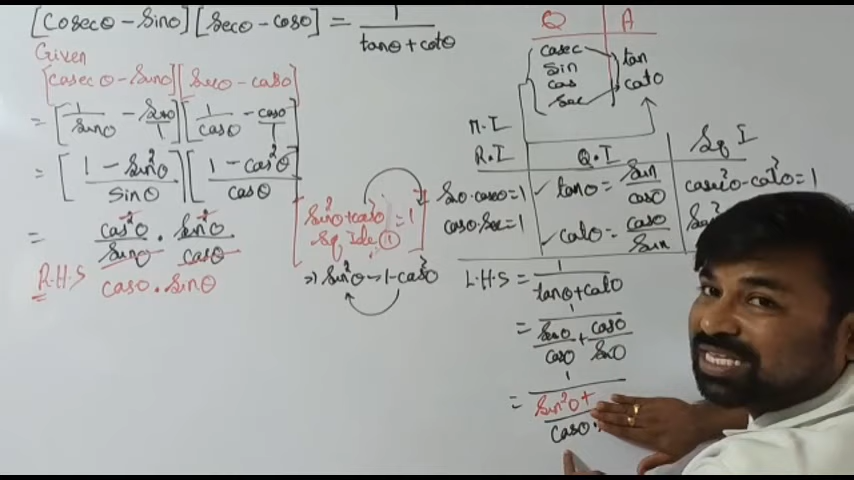 [Cosecθ - Sinθ][Secθ - Cosθ] = 1/(tanθ + cotθ)
Given
[cosecθ - Sinθ][Secθ - cosθ]
= [1/Sinθ - Sinθ/1][1/cosθ - cosθ/1]
= [(1 - Sin²θ)/Sinθ][(1 - cos²θ)/cosθ]
= cos²θ/Sinθ · Sin²θ/cosθ
R.H.S cosθ · Sinθ
[Sin²θ + cos²θ = 1
Sq Ide ①]
⇒ Sin²θ = 1 - cos²θ
Q A
cosec tan
Sin cotθ
cos
Sec
M.I
R.I Q.I Sq I
Sinθ·cosecθ = 1 ✓ tanθ = Sin/cosθ cosec²θ - cot²θ = 1
cosθ·Sec = 1 ✓ cotθ = cosθ/Sin
L.H.S = 1/(tanθ + cotθ)
= 1/(Sinθ/cosθ + cosθ/Sinθ)
= 1/(Sin²θ +
cosθ ·